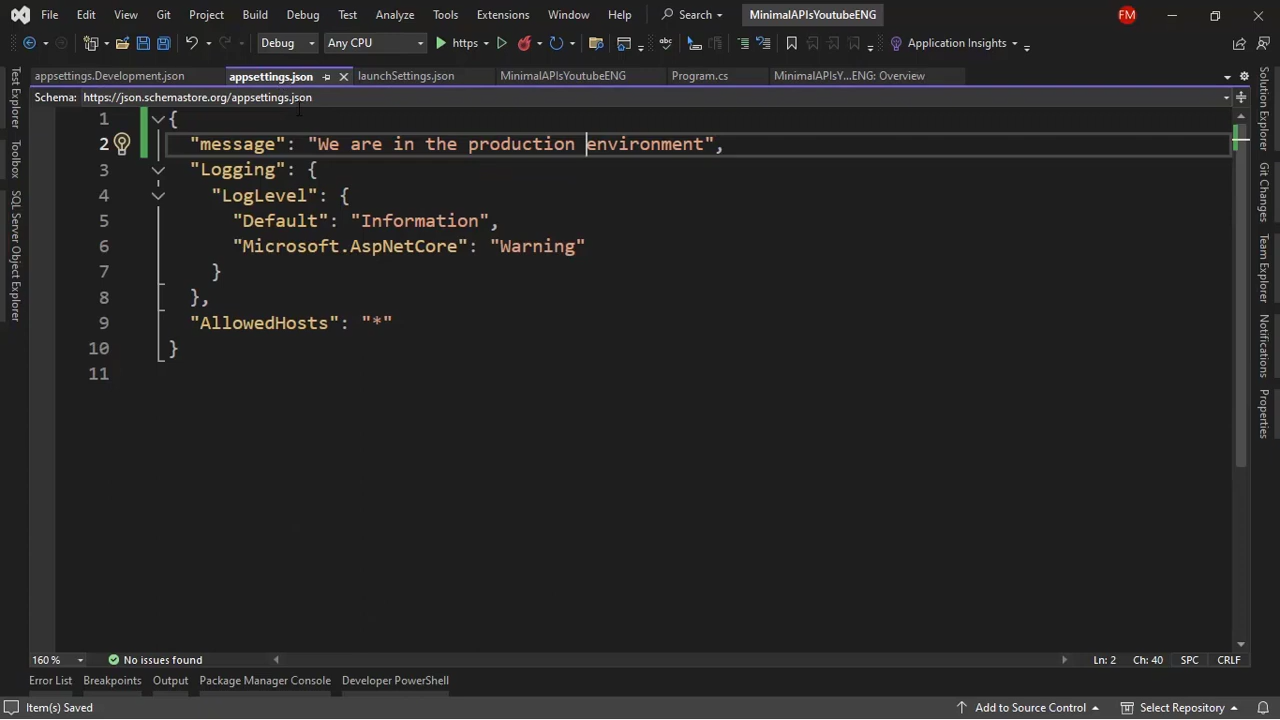 File Edit View Git Project Build Debug Test Analyze Tools Extensions Window Help Search MinimalAPIsYoutubeENG FM
Debug Any CPU https Application Insights
appsettings.Development.json appsettings.json launchSettings.json MinimalAPIsYoutubeENG Program.cs MinimalAPIsY...ENG: Overview
Schema: https://json.schemastore.org/appsettings.json
1 {
2 "message": "We are in the production environment",
3 "Logging": {
4 "LogLevel": {
5 "Default": "Information",
6 "Microsoft.AspNetCore": "Warning"
7 }
8 },
9 "AllowedHosts": "*"
10 }
11
Test Explorer
Toolbox
SQL Server Object Explorer
Solution Explorer
Git Changes
Team Explorer
Notifications
Properties
160 % No issues found Ln: 2 Ch: 40 SPC CRLF
Error List Breakpoints Output Package Manager Console Developer PowerShell
Item(s) Saved Add to Source Control Select Repository